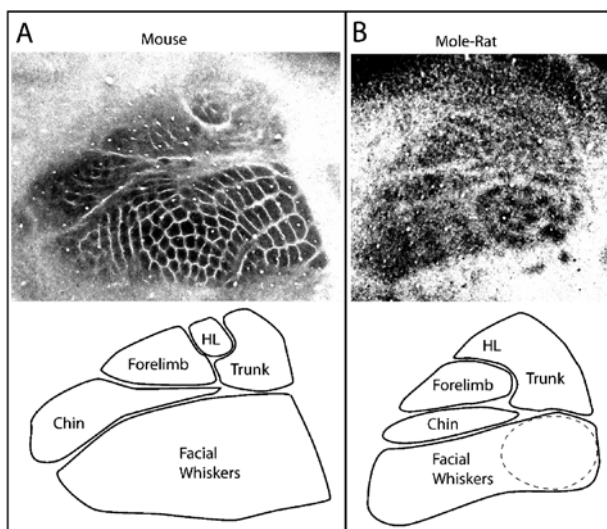 A
Mouse
HL
Forelimb
Trunk
Chin
Facial
Whiskers
B
Mole-Rat
HL
Forelimb
Trunk
Chin
Facial
Whiskers